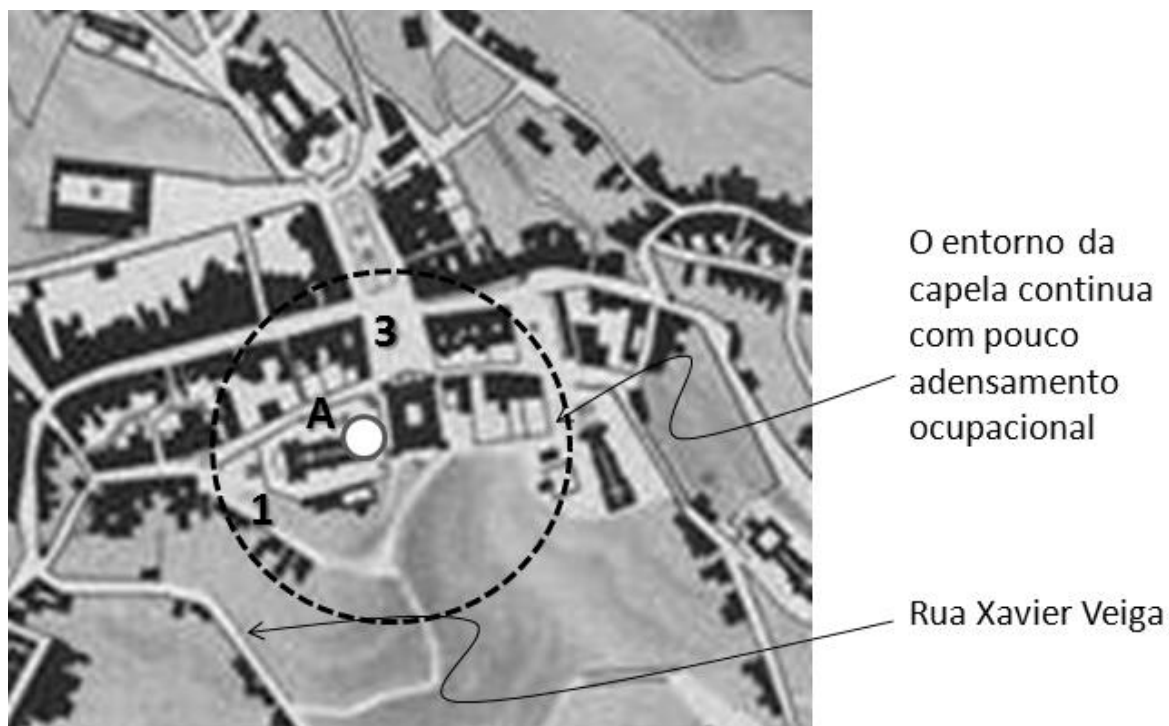 3
A
1
O entorno da
capela continua
com pouco
adensamento
ocupacional
Rua Xavier Veiga